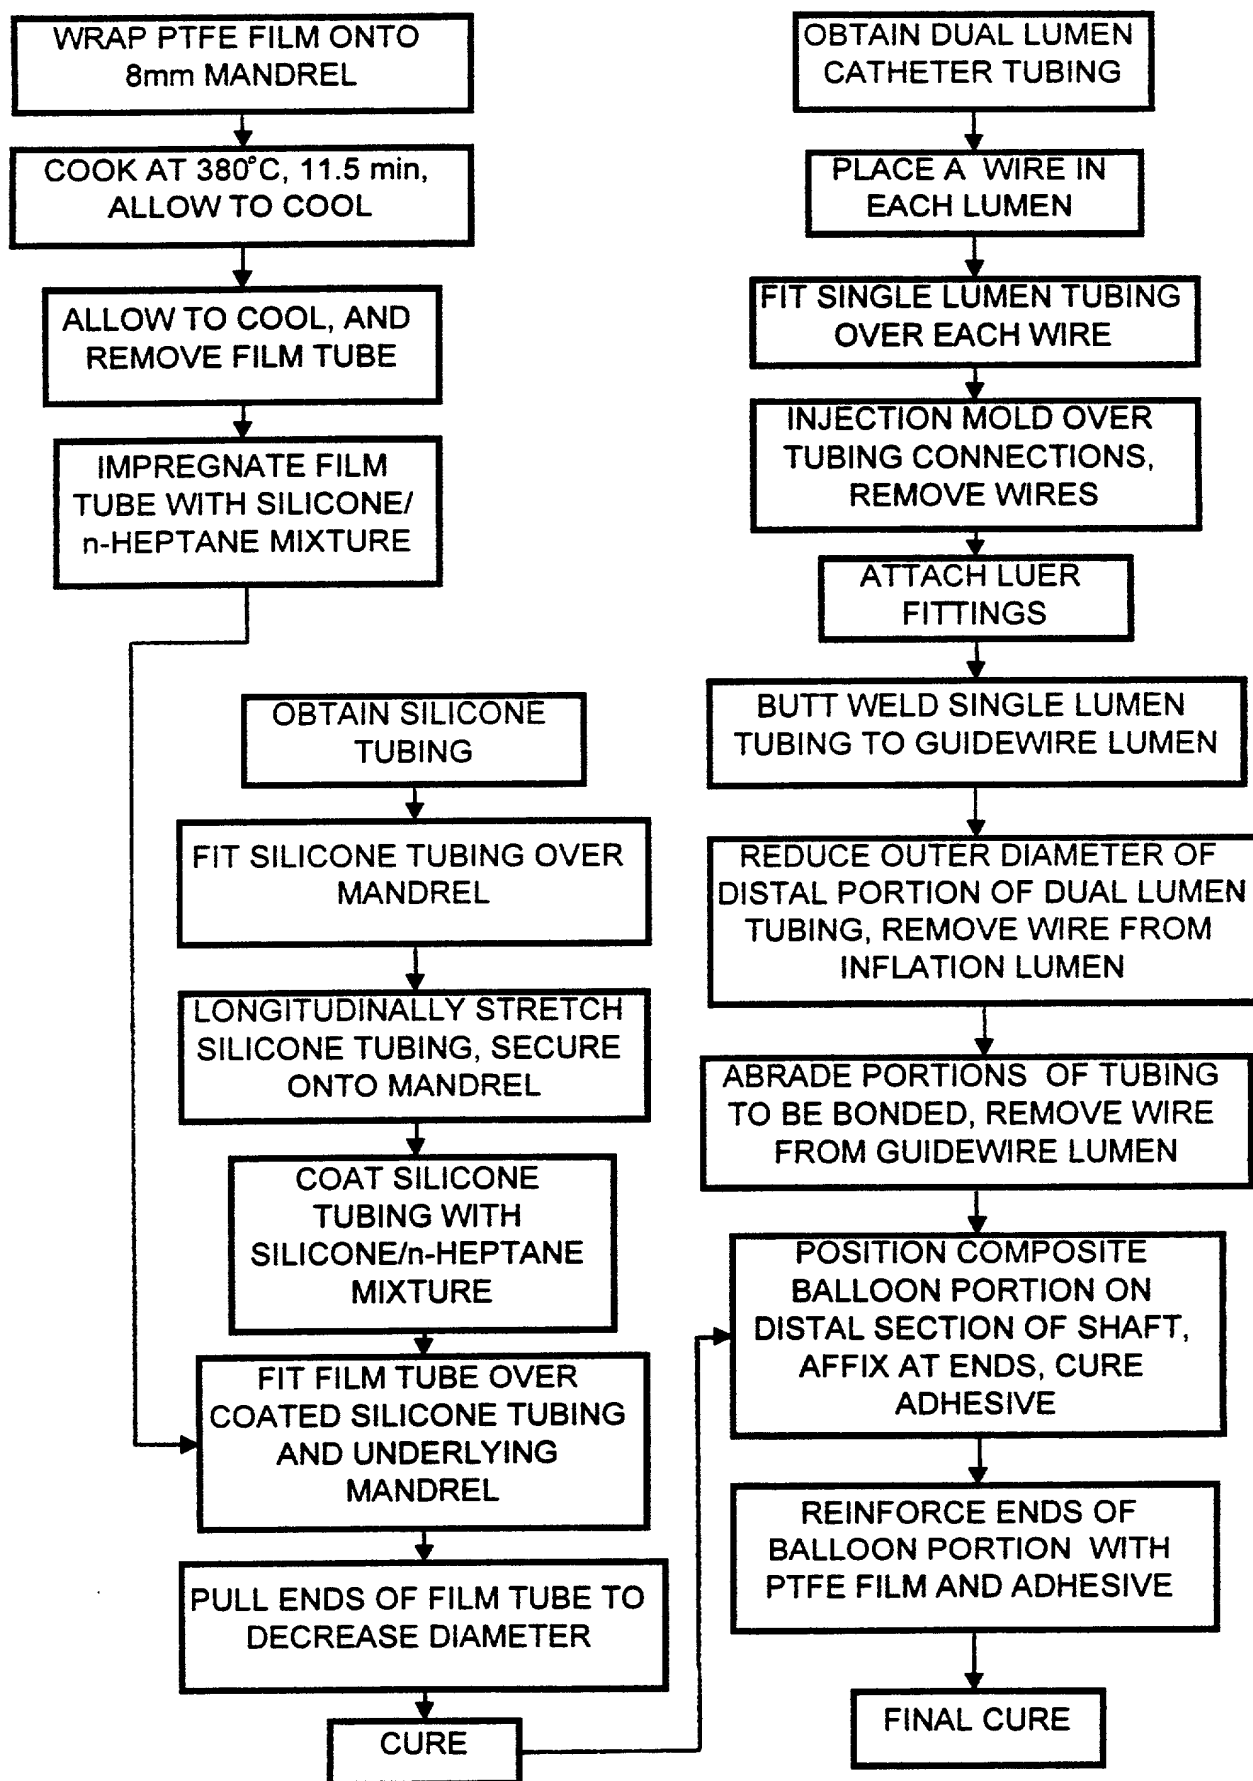 WRAP PTFE FILM ONTO
8mm MANDREL
COOK AT 380°C, 11.5 min,
ALLOW TO COOL
ALLOW TO COOL, AND
REMOVE FILM TUBE
IMPREGNATE FILM
TUBE WITH SILICONE/
n-HEPTANE MIXTURE
OBTAIN SILICONE
TUBING
FIT SILICONE TUBING OVER
MANDREL
LONGITUDINALLY STRETCH
SILICONE TUBING, SECURE
ONTO MANDREL
COAT SILICONE
TUBING WITH
SILICONE/n-HEPTANE
MIXTURE
FIT FILM TUBE OVER
COATED SILICONE TUBING
AND UNDERLYING
MANDREL
PULL ENDS OF FILM TUBE TO
DECREASE DIAMETER
CURE
OBTAIN DUAL LUMEN
CATHETER TUBING
PLACE A WIRE IN
EACH LUMEN
FIT SINGLE LUMEN TUBING
OVER EACH WIRE
INJECTION MOLD OVER
TUBING CONNECTIONS,
REMOVE WIRES
ATTACH LUER
FITTINGS
BUTT WELD SINGLE LUMEN
TUBING TO GUIDEWIRE LUMEN
REDUCE OUTER DIAMETER OF
DISTAL PORTION OF DUAL LUMEN
TUBING, REMOVE WIRE FROM
INFLATION LUMEN
ABRADE PORTIONS OF TUBING
TO BE BONDED, REMOVE WIRE
FROM GUIDEWIRE LUMEN
POSITION COMPOSITE
BALLOON PORTION ON
DISTAL SECTION OF SHAFT,
AFFIX AT ENDS, CURE
ADHESIVE
REINFORCE ENDS OF
BALLOON PORTION WITH
PTFE FILM AND ADHESIVE
FINAL CURE